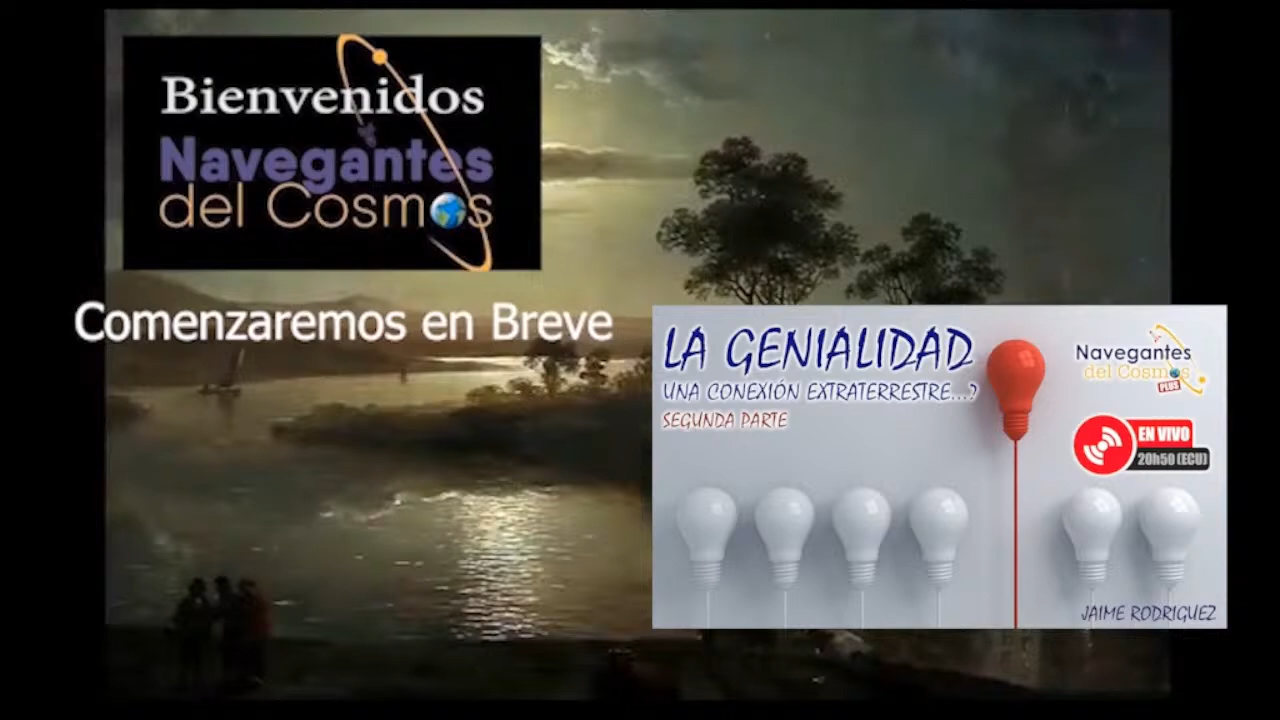 Bienvenidos
Navegantes
del Cosmos
Comenzaremos en Breve
LA GENIALIDAD
UNA CONEXIÓN EXTRATERRESTRE...?
SEGUNDA PARTE
Navegantes
del Cosmos
PLUS
EN VIVO
20h50 (ECU)
JAIME RODRIGUEZ